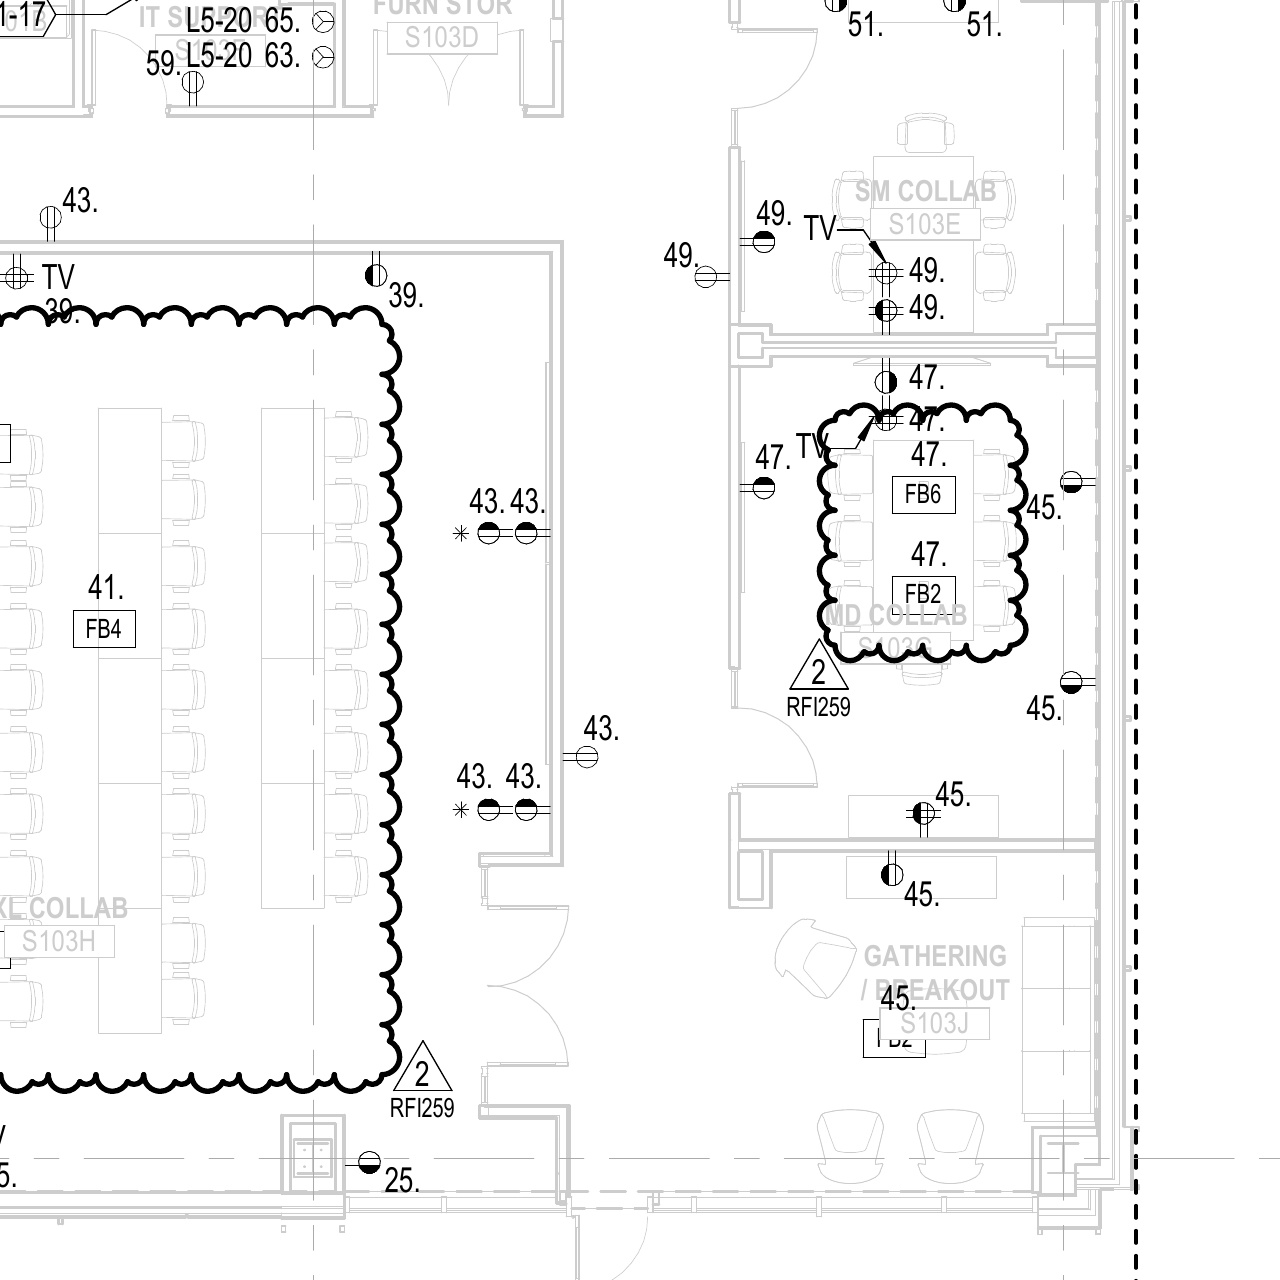 1-17
IT SUPPORT
L5-20 65.
FURN STOR
S103D
51.
51.
59.
L5-20 63.
43.
SM COLLAB
S103E
49.
TV
49.
49.
49.
TV
39.
39.
47.
47.
TV
47.
47.
FB6
45.
43. 43.
47.
FB2
41.
FB4
MD COLLAB
S103G
2
RFI259
45.
43.
43. 43.
45.
45.
XL COLLAB
S103H
GATHERING
/ BREAKOUT
45.
S103J
FB2
2
RFI259
25.